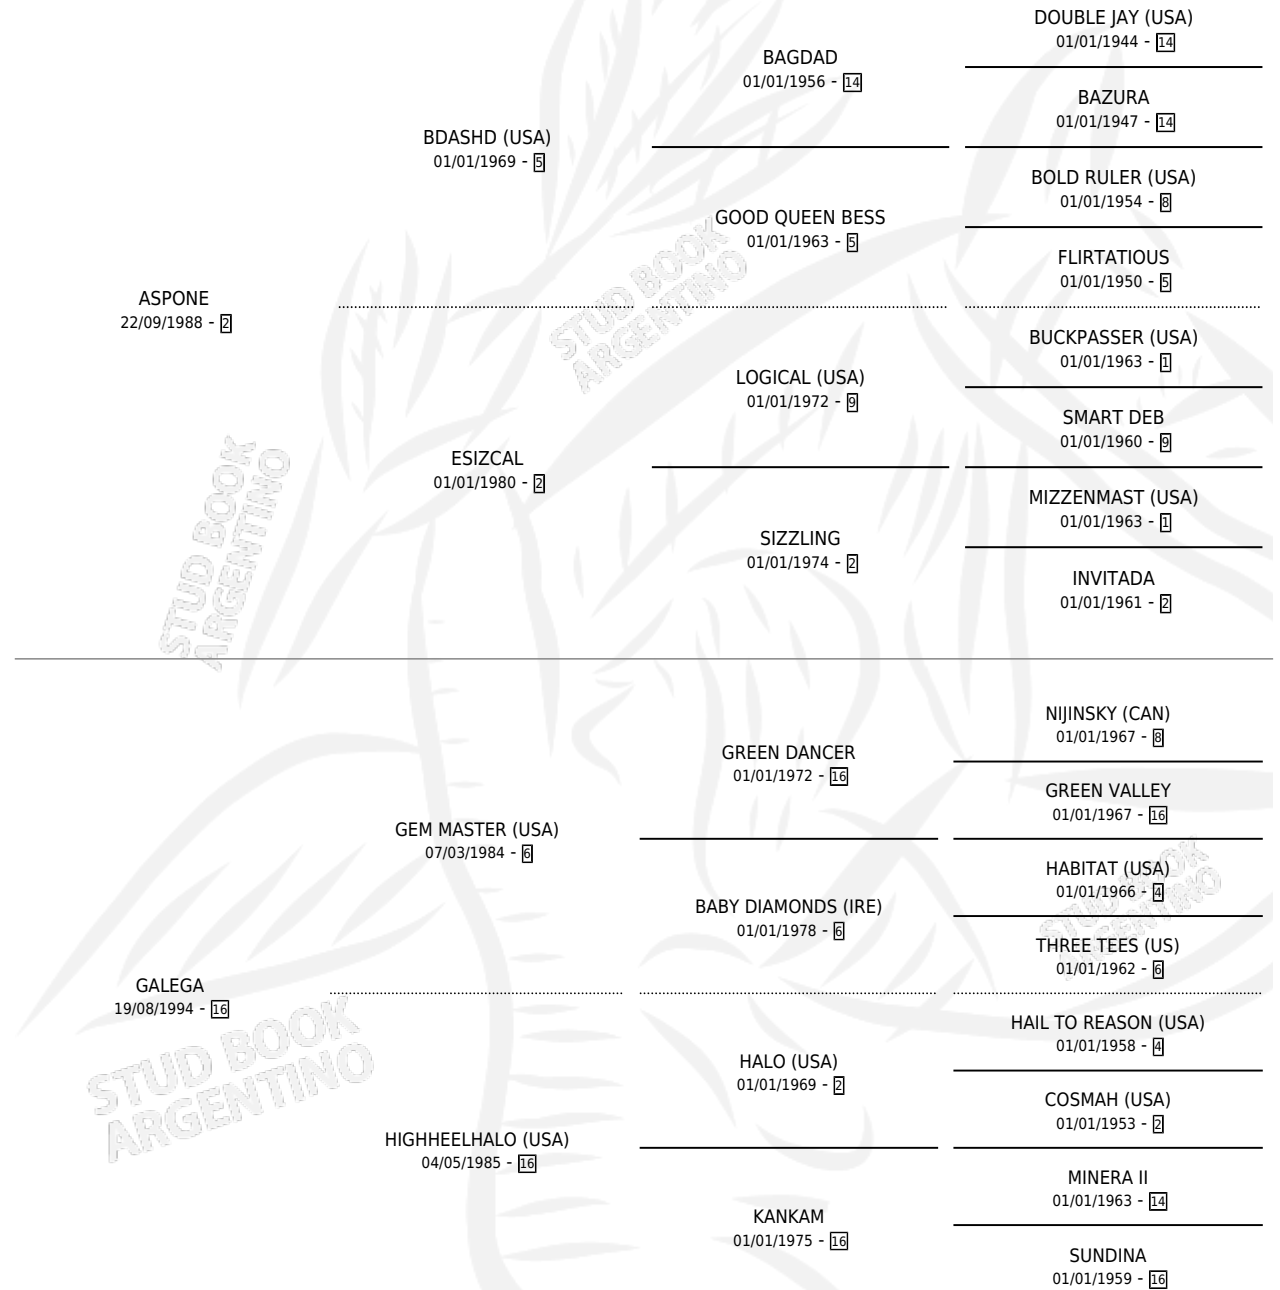 DOUBLE JAY (USA)
01/01/1944 - 14
BAGDAD
01/01/1956 - 14
BAZURA
01/01/1947 - 14
BDASHD (USA)
01/01/1969 - 5
BOLD RULER (USA)
01/01/1954 - 8
GOOD QUEEN BESS
01/01/1963 - 5
FLIRTATIOUS
01/01/1950 - 5
ASPONE
22/09/1988 - 2
BUCKPASSER (USA)
01/01/1963 - 1
LOGICAL (USA)
01/01/1972 - 9
SMART DEB
01/01/1960 - 9
ESIZCAL
01/01/1980 - 2
MIZZENMAST (USA)
01/01/1963 - 1
SIZZLING
01/01/1974 - 2
INVITADA
01/01/1961 - 2
NIJINSKY (CAN)
01/01/1967 - 8
GREEN DANCER
01/01/1972 - 16
GREEN VALLEY
01/01/1967 - 16
GEM MASTER (USA)
07/03/1984 - 6
HABITAT (USA)
01/01/1966 - 4
BABY DIAMONDS (IRE)
01/01/1978 - 6
THREE TEES (US)
01/01/1962 - 6
GALEGA
19/08/1994 - 16
HAIL TO REASON (USA)
01/01/1958 - 4
HALO (USA)
01/01/1969 - 2
COSMAH (USA)
01/01/1953 - 2
HIGHHEELHALO (USA)
04/05/1985 - 16
MINERA II
01/01/1963 - 14
KANKAM
01/01/1975 - 16
SUNDINA
01/01/1959 - 16
STUD BOOK
ARGENTINO
STUD BOOK
ARGENTINO
STUD BOOK
ARGENTINO
STUD BOOK
ARGENTINO